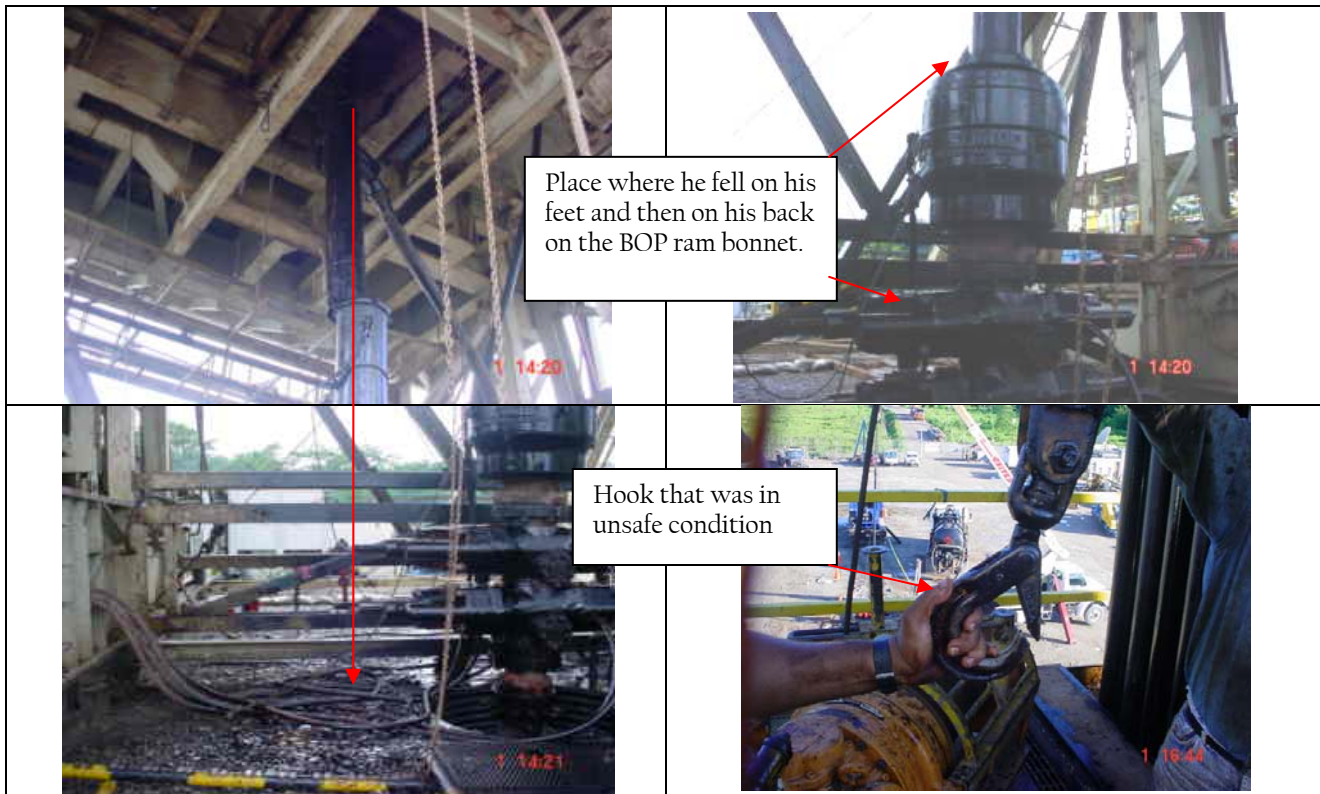 Place where he fell on his
feet and then on his back
on the BOP ram bonnet.
1 14:20
1 14:20
Hook that was in
unsafe condition
1 14:21
1 16:44